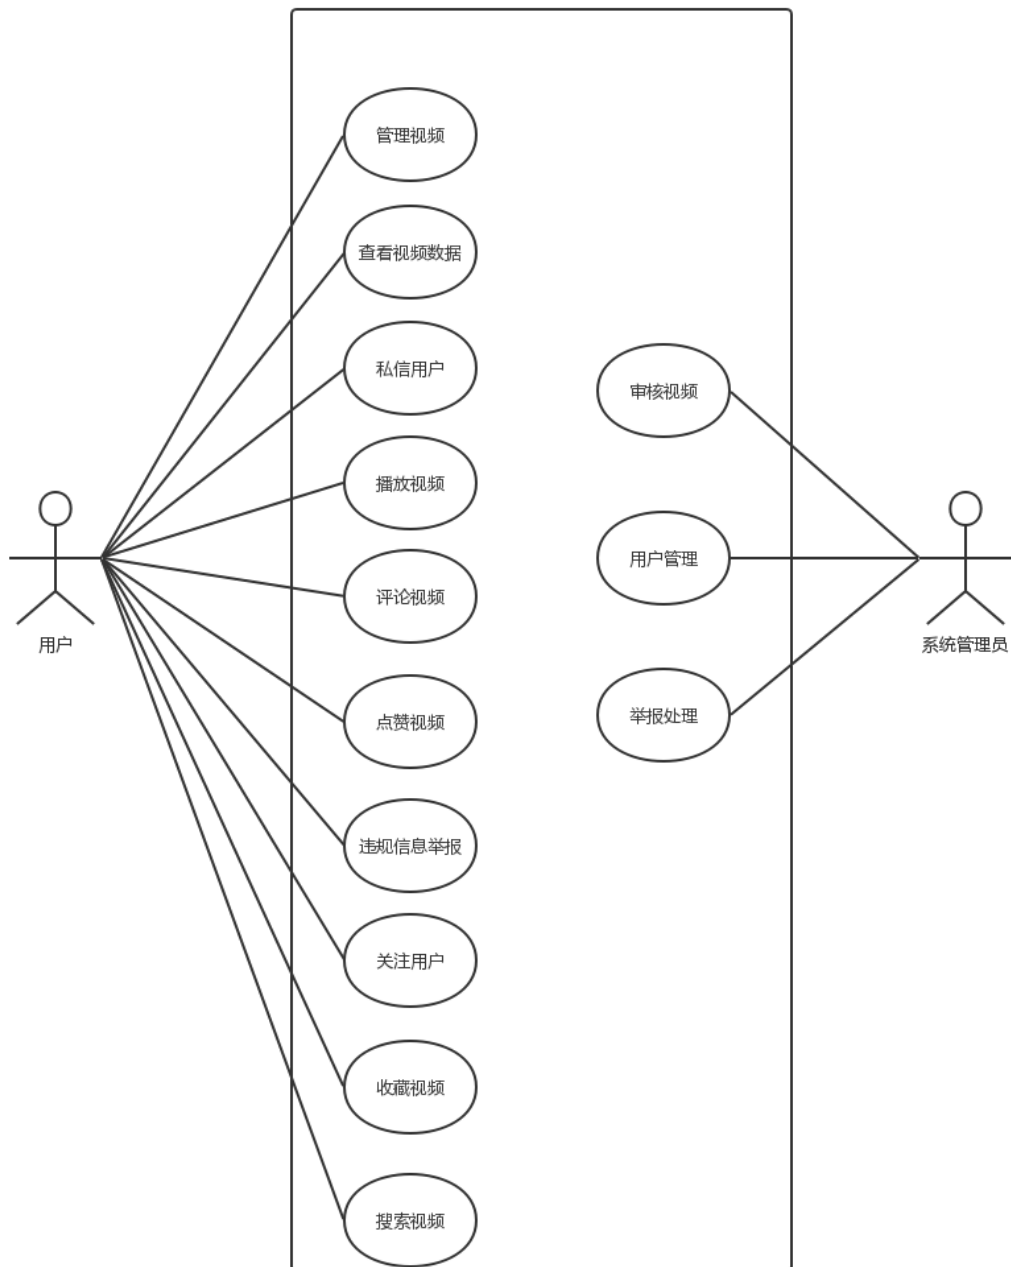 管理视频
查看视频数据
私信用户
审核视频
播放视频
用户管理
评论视频
用户
系统管理员
举报处理
点赞视频
违规信息举报
关注用户
收藏视频
搜索视频